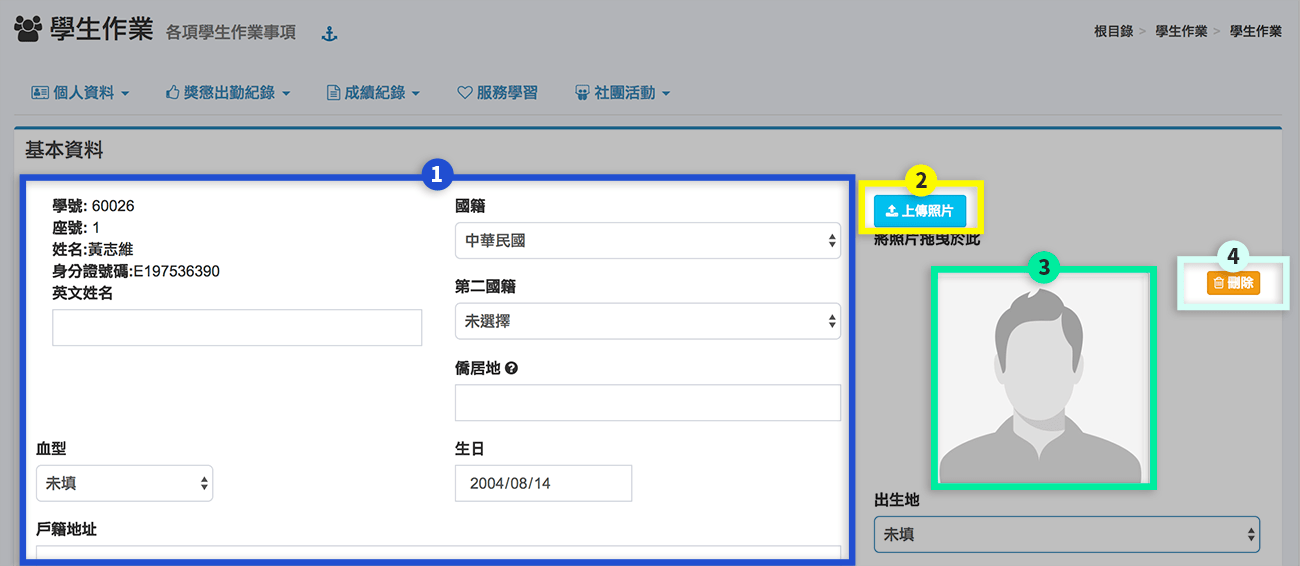 學生作業 各項學生作業事項
根目錄 > 學生作業 > 學生作業
個人資料 獎懲出勤紀錄 成績紀錄 服務學習 社團活動
基本資料
1
學號: 60026
座號: 1
姓名:黃志維
身分證號碼:E197536390
英文姓名
國籍
中華民國
第二國籍
未選擇
僑居地
血型
未填
生日
2004/08/14
戶籍地址
2
上傳照片
將照片拖曳於此
3
4
刪除
出生地
未填